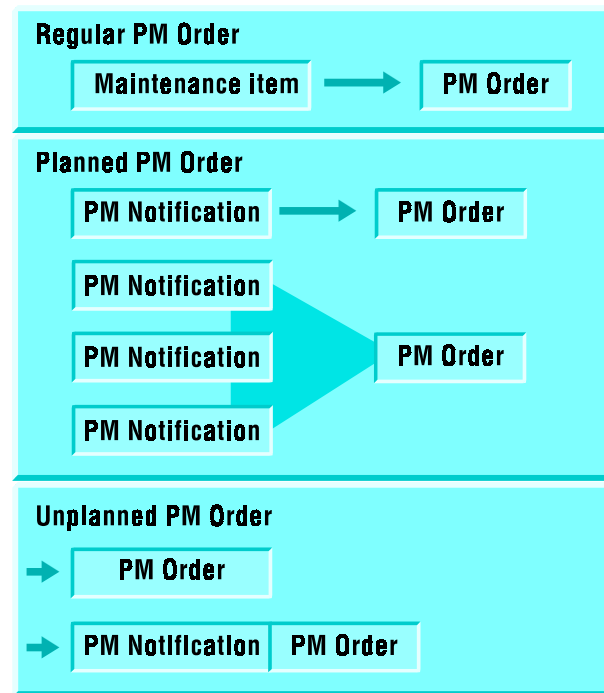 Regular PM Order
Maintenance item PM Order
Planned PM Order
PM Notification PM Order
PM Notification
PM Notification PM Order
PM Notification
Unplanned PM Order
PM Order
PM Notification PM Order